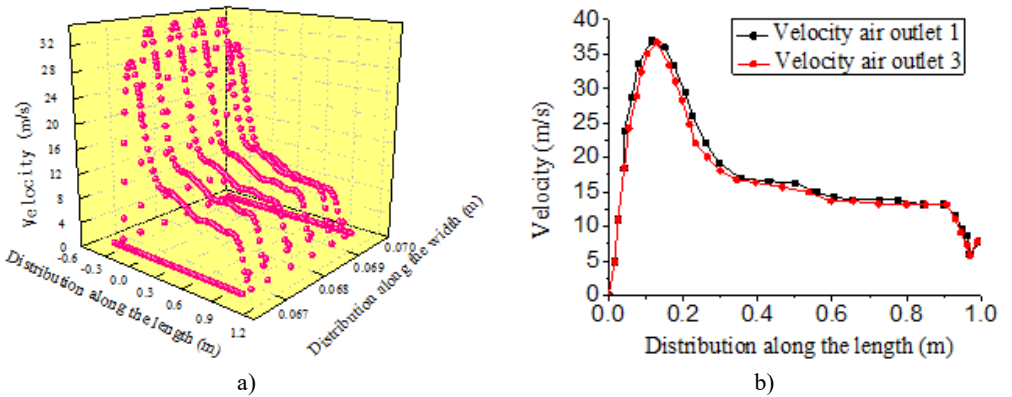 32
28
24
20
16
12
8
4
0
Velocity (m/s)
-0.6
-0.3
0.0
0.3
0.6
0.9
1.2
Distribution along the length (m)
0.067
0.068
0.069
0.070
Distribution along the width (m)
a)
Velocity air outlet 1
Velocity air outlet 3
40
35
30
25
20
15
10
5
0
Velocity (m/s)
0.0 0.2 0.4 0.6 0.8 1.0
Distribution along the length (m)
b)